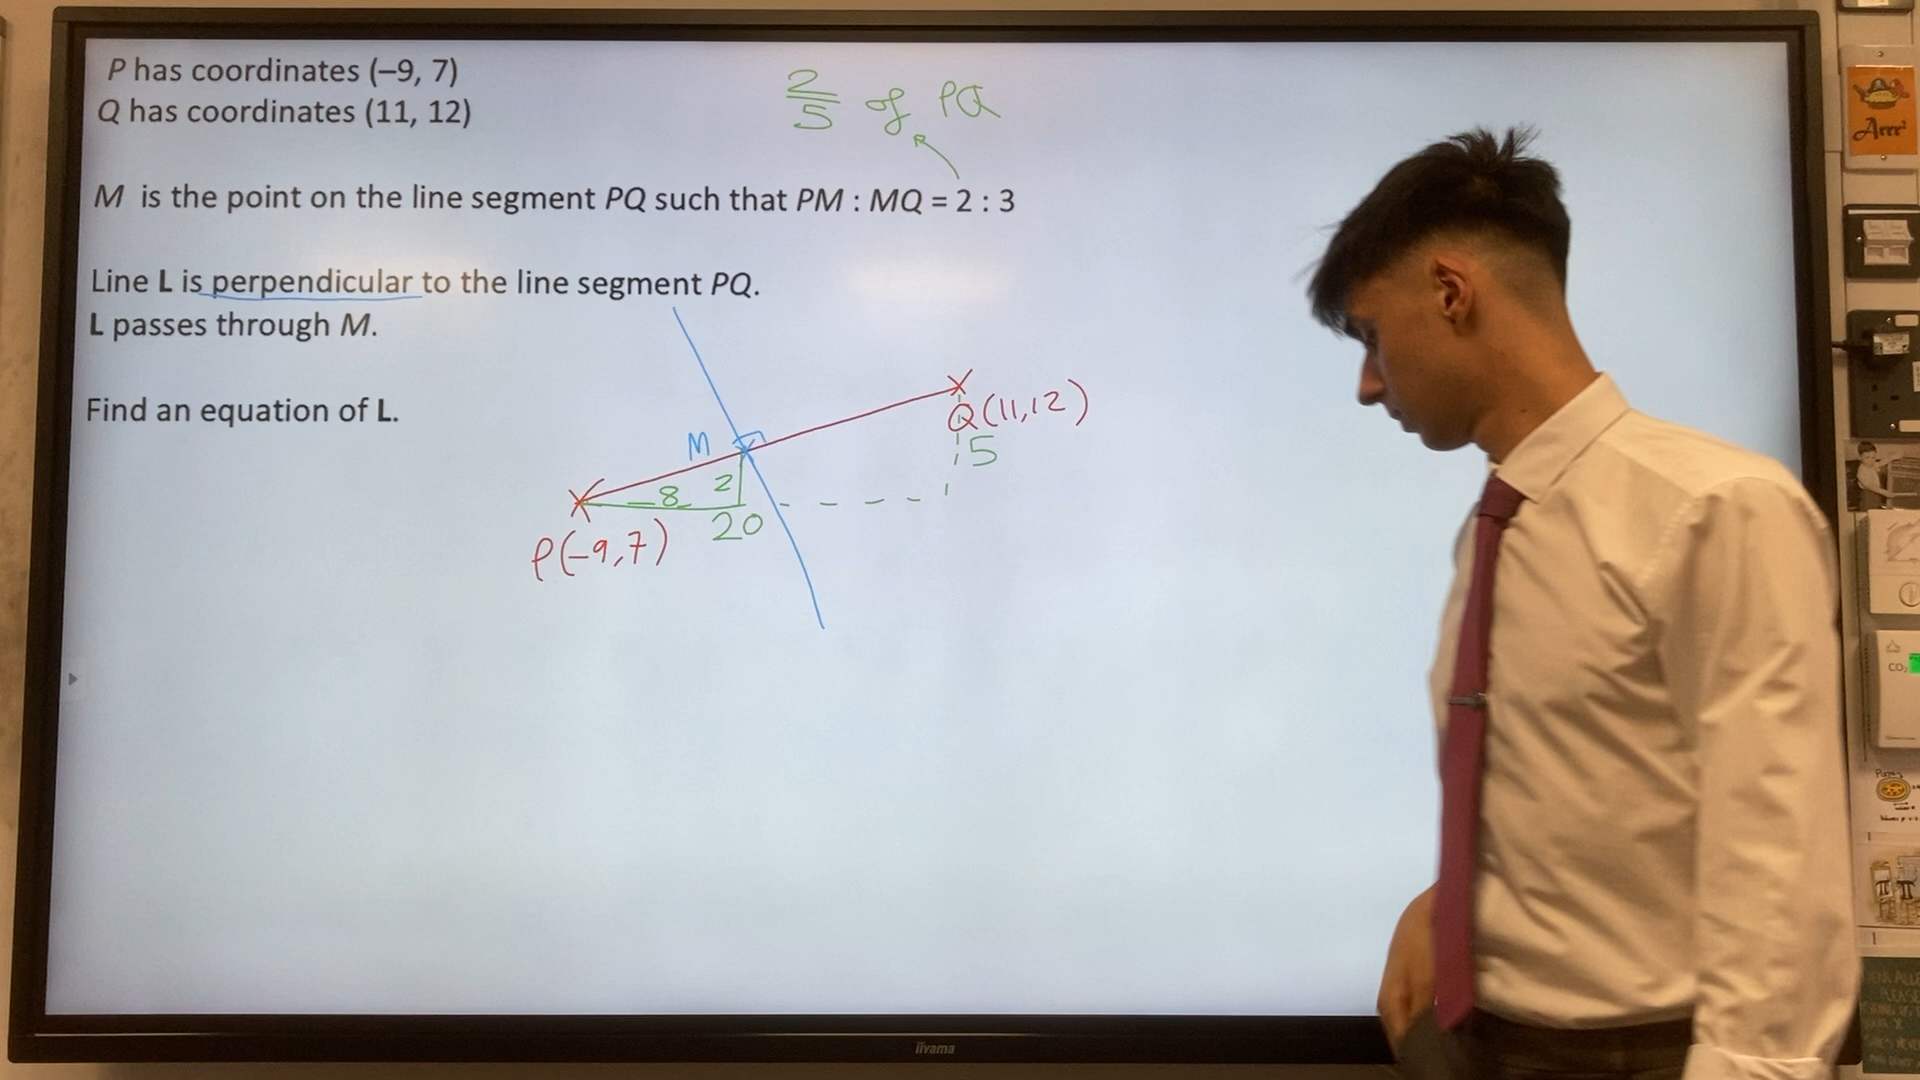 P has coordinates (–9, 7)
Q has coordinates (11, 12)
2/5 of PQ
M is the point on the line segment PQ such that PM : MQ = 2 : 3
Line L is perpendicular to the line segment PQ.
L passes through M.
Find an equation of L.
Q(11,12)
M
5
8
2
20
P(-9,7)
iiyama
Arrr²
CO₂
π
π